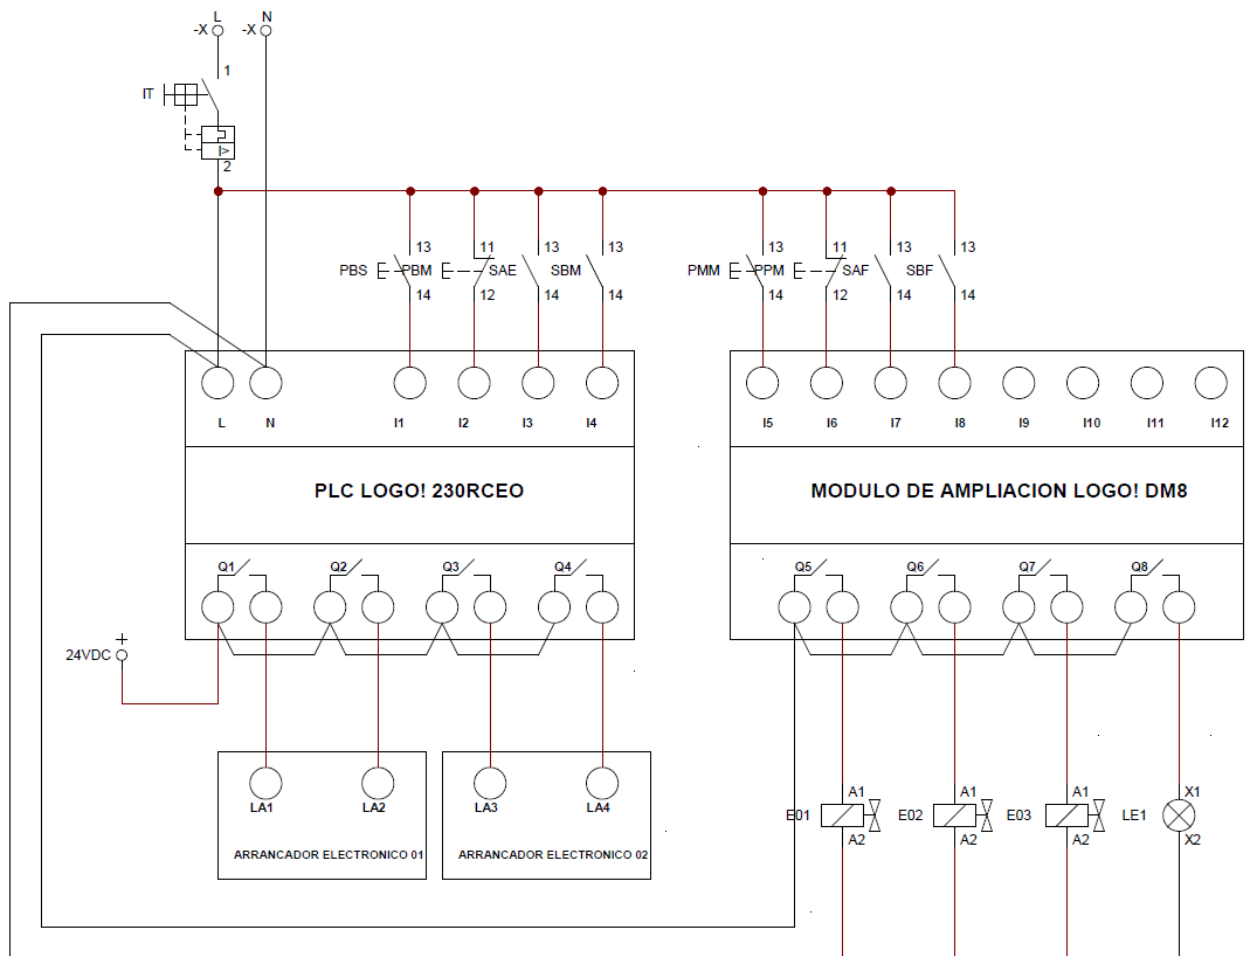 L N
-X -X
1
IT
I>
2
13 11 13 13 13 11 13 13
PBS PBM SAE SBM PMM PPM SAF SBF
14 12 14 14 14 12 14 14
L N I1 I2 I3 I4 I5 I6 I7 I8 I9 I10 I11 I12
PLC LOGO! 230RCEO MODULO DE AMPLIACION LOGO! DM8
Q1 Q2 Q3 Q4 Q5 Q6 Q7 Q8
+
24VDC
A1 A1 A1 X1
LA1 LA2 LA3 LA4 E01 E02 E03 LE1
A2 A2 A2 X2
ARRANCADOR ELECTRONICO 01 ARRANCADOR ELECTRONICO 02